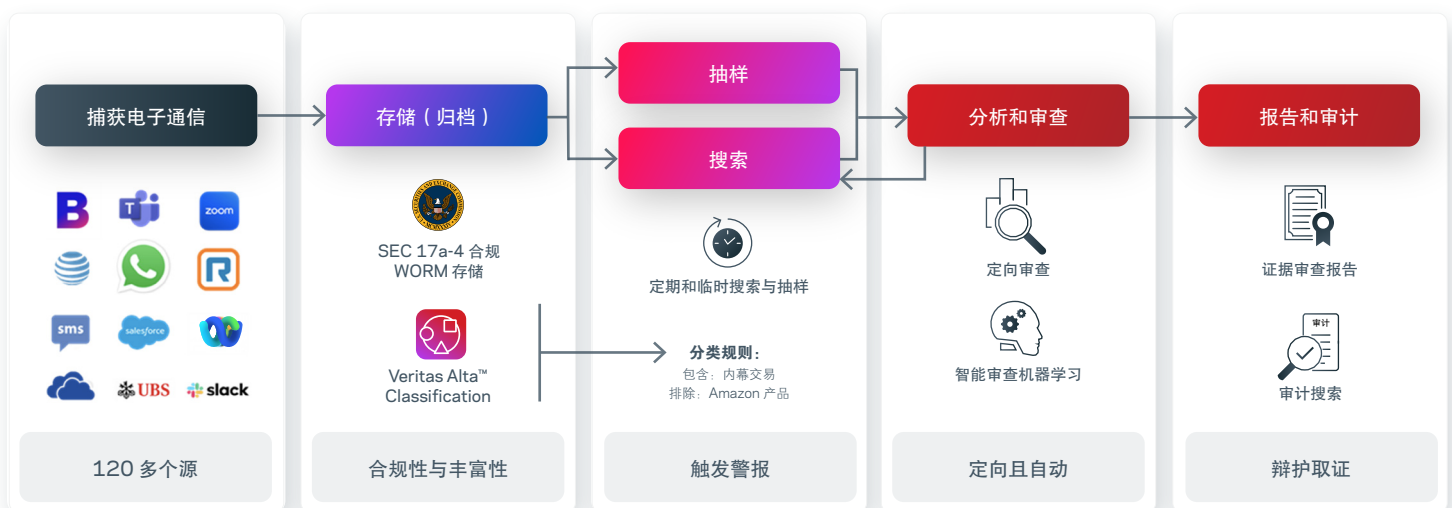 捕获电子通信
B
T
zoom
R
sms
salesforce
UBS
slack
120 多个源
存储（归档）
SEC 17a-4 合规
WORM 存储
Veritas Alta™
Classification
合规性与丰富性
抽样
搜索
定期和临时搜索与抽样
分类规则：
包含：内幕交易
排除：Amazon 产品
触发警报
分析和审查
定向审查
智能审查机器学习
定向且自动
报告和审计
证据审查报告
审计
审计搜索
辩护取证